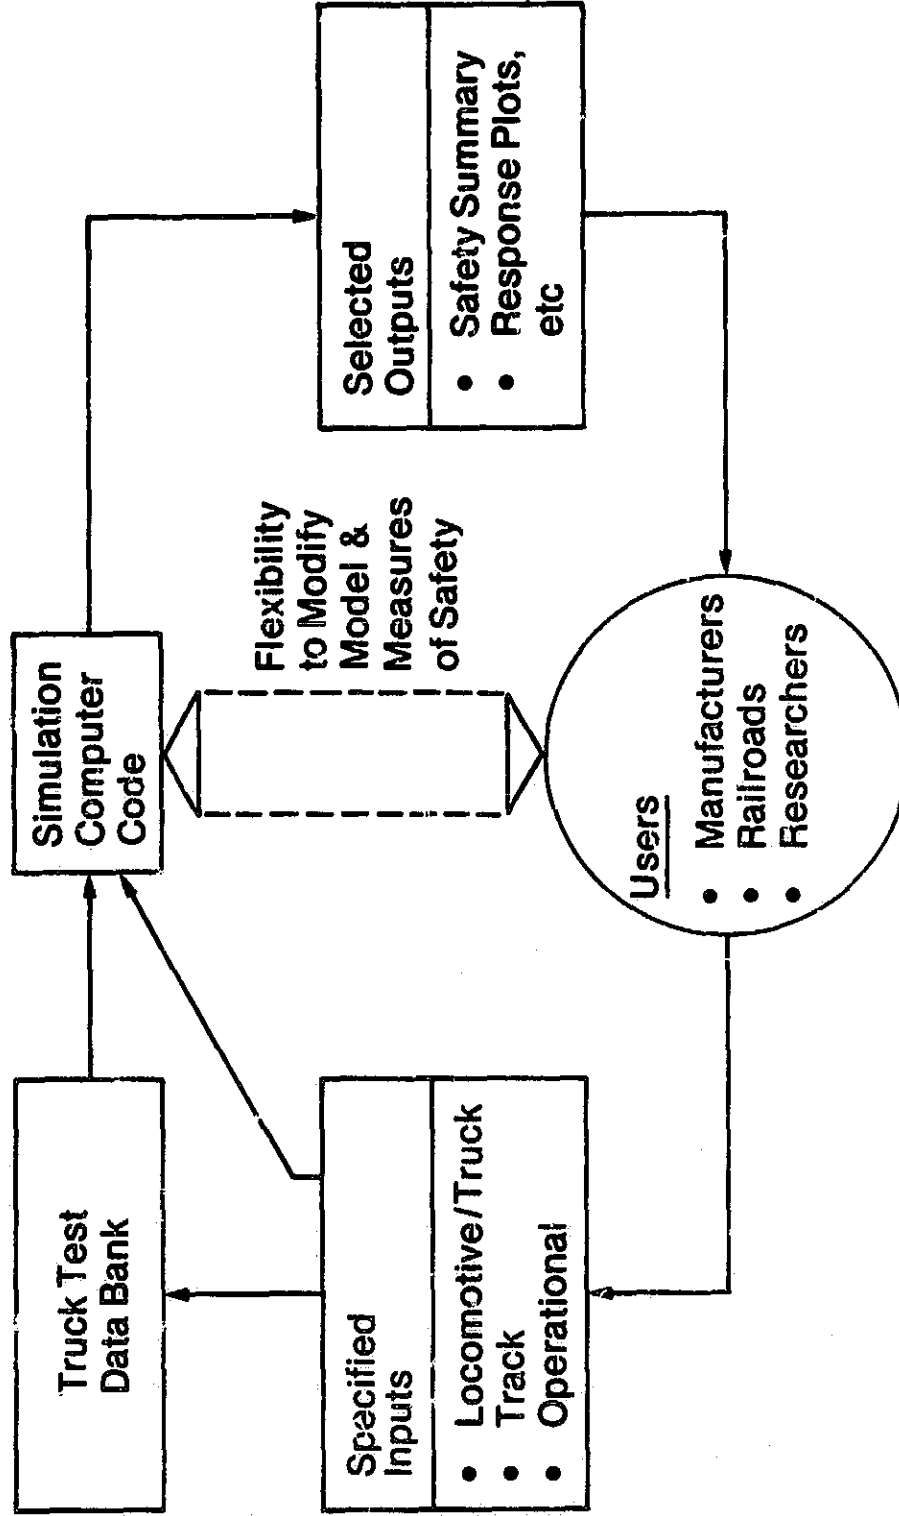 Truck Test
Data Bank
Simulation
Computer
Code
Specified
Inputs
• Locomotive/Truck
• Track
• Operational
Flexibility
to Modify
Model &
Measures
of Safety
Selected
Outputs
• Safety Summary
• Response Plots,
etc
Users
• Manufacturers
• Railroads
• Researchers